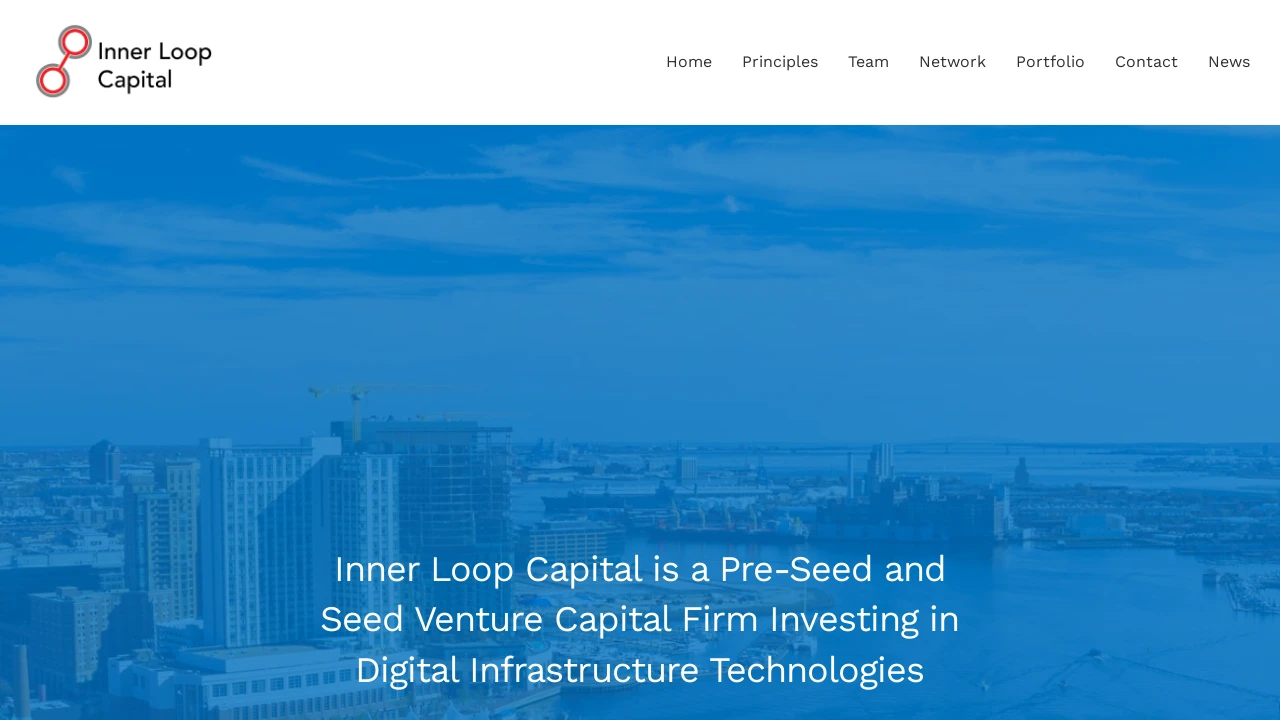 Inner Loop
Capital
Home Principles Team Network Portfolio Contact News
Inner Loop Capital is a Pre-Seed and
Seed Venture Capital Firm Investing in
Digital Infrastructure Technologies